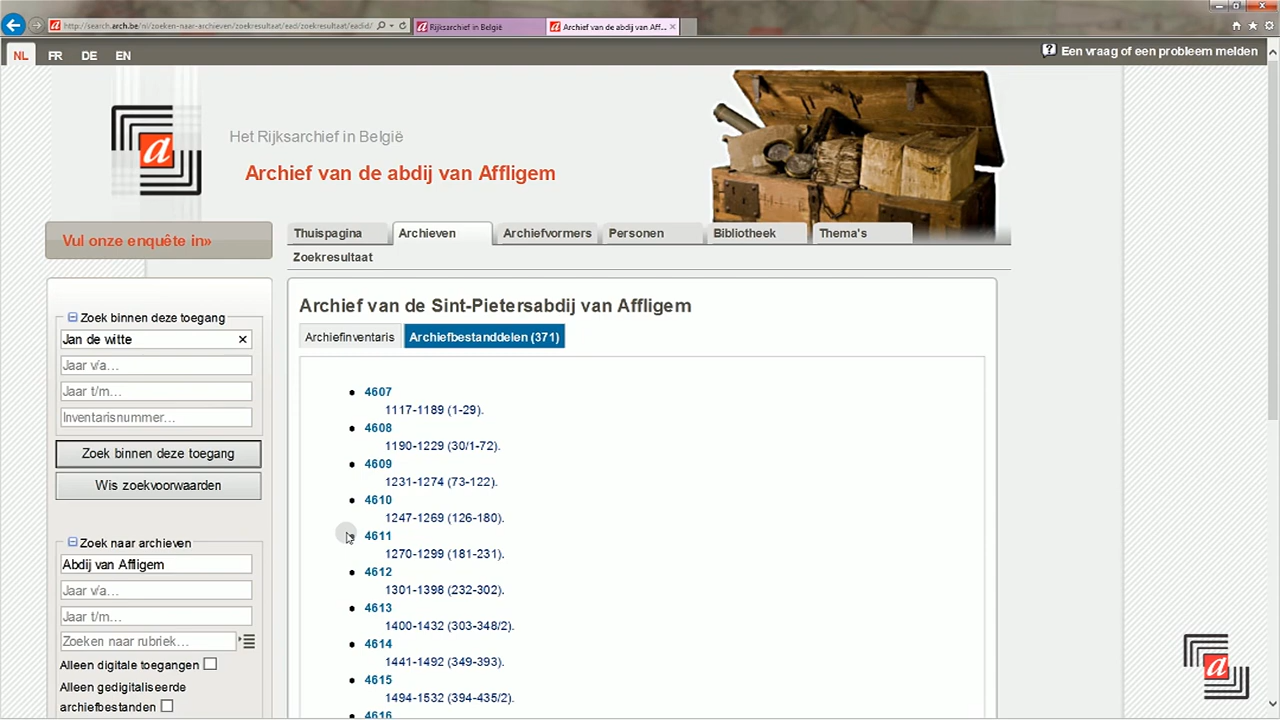 http://search.arch.be/nl/zoeken-naar-archieven/zoekresultaat/ead/zoekresultaat/eadid/
Rijksarchief in België
Archief van de abdij van Aff...
NL FR DE EN
Een vraag of een probleem melden
Het Rijksarchief in België
Archief van de abdij van Affligem
Vul onze enquête in»
Thuispagina Archieven Archiefvormers Personen Bibliotheek Thema's
Zoekresultaat
Zoek binnen deze toegang
Jan de witte
Jaar v/a...
Jaar t/m...
Inventarisnummer...
Zoek binnen deze toegang
Wis zoekvoorwaarden
Zoek naar archieven
Abdij van Affligem
Jaar v/a...
Jaar t/m...
Zoeken naar rubriek...
Alleen digitale toegangen
Alleen gedigitaliseerde
archiefbestanden
Archief van de Sint-Pietersabdij van Affligem
Archiefinventaris Archiefbestanddelen (371)
4607
1117-1189 (1-29).
4608
1190-1229 (30/1-72).
4609
1231-1274 (73-122).
4610
1247-1269 (126-180).
4611
1270-1299 (181-231).
4612
1301-1398 (232-302).
4613
1400-1432 (303-348/2).
4614
1441-1492 (349-393).
4615
1494-1532 (394-435/2).
4616
a
a